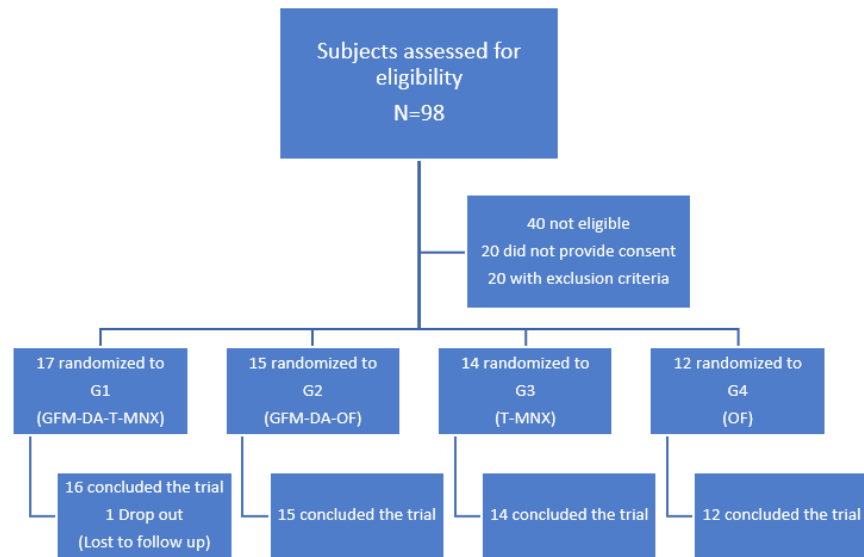 Subjects assessed for
eligibility
N=98
40 not eligible
20 did not provide consent
20 with exclusion criteria
17 randomized to
G1
(GFM-DA-T-MNX)
15 randomized to
G2
(GFM-DA-OF)
14 randomized to
G3
(T-MNX)
12 randomized to
G4
(OF)
16 concluded the trial
1 Drop out
(Lost to follow up)
15 concluded the trial
14 concluded the trial
12 concluded the trial